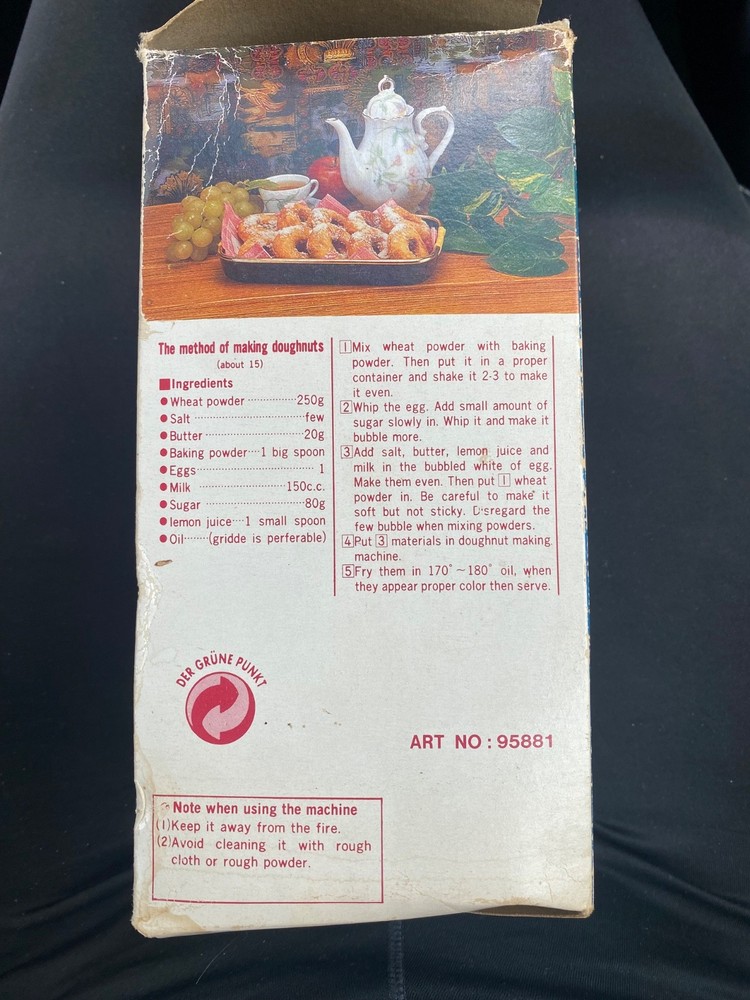 The method of making doughnuts
(about 15)
■Ingredients
●Wheat powder ·············· 250g
●Salt ······························ few
●Butter ··························· 20g
●Baking powder····1 big spoon
●Eggs ······························· 1
●Milk ······················ 150c.c.
●Sugar ··························· 80g
●lemon juice····1 small spoon
●Oil········(gridde is perferable)
1 Mix wheat powder with baking
powder. Then put it in a proper
container and shake it 2-3 to make
it even.
2 Whip the egg. Add small amount of
sugar slowly in. Whip it and make it
bubble more.
3 Add salt, butter, lemon juice and
milk in the bubbled white of egg.
Make them even. Then put 1 wheat
powder in. Be careful to make it
soft but not sticky. Disregard the
few bubble when mixing powders.
4 Put 3 materials in doughnut making
machine.
5 Fry them in 170°~180° oil, when
they appear proper color then serve.
DER GRÜNE PUNKT
ART NO : 95881
Note when using the machine
(1)Keep it away from the fire.
(2)Avoid cleaning it with rough
cloth or rough powder.